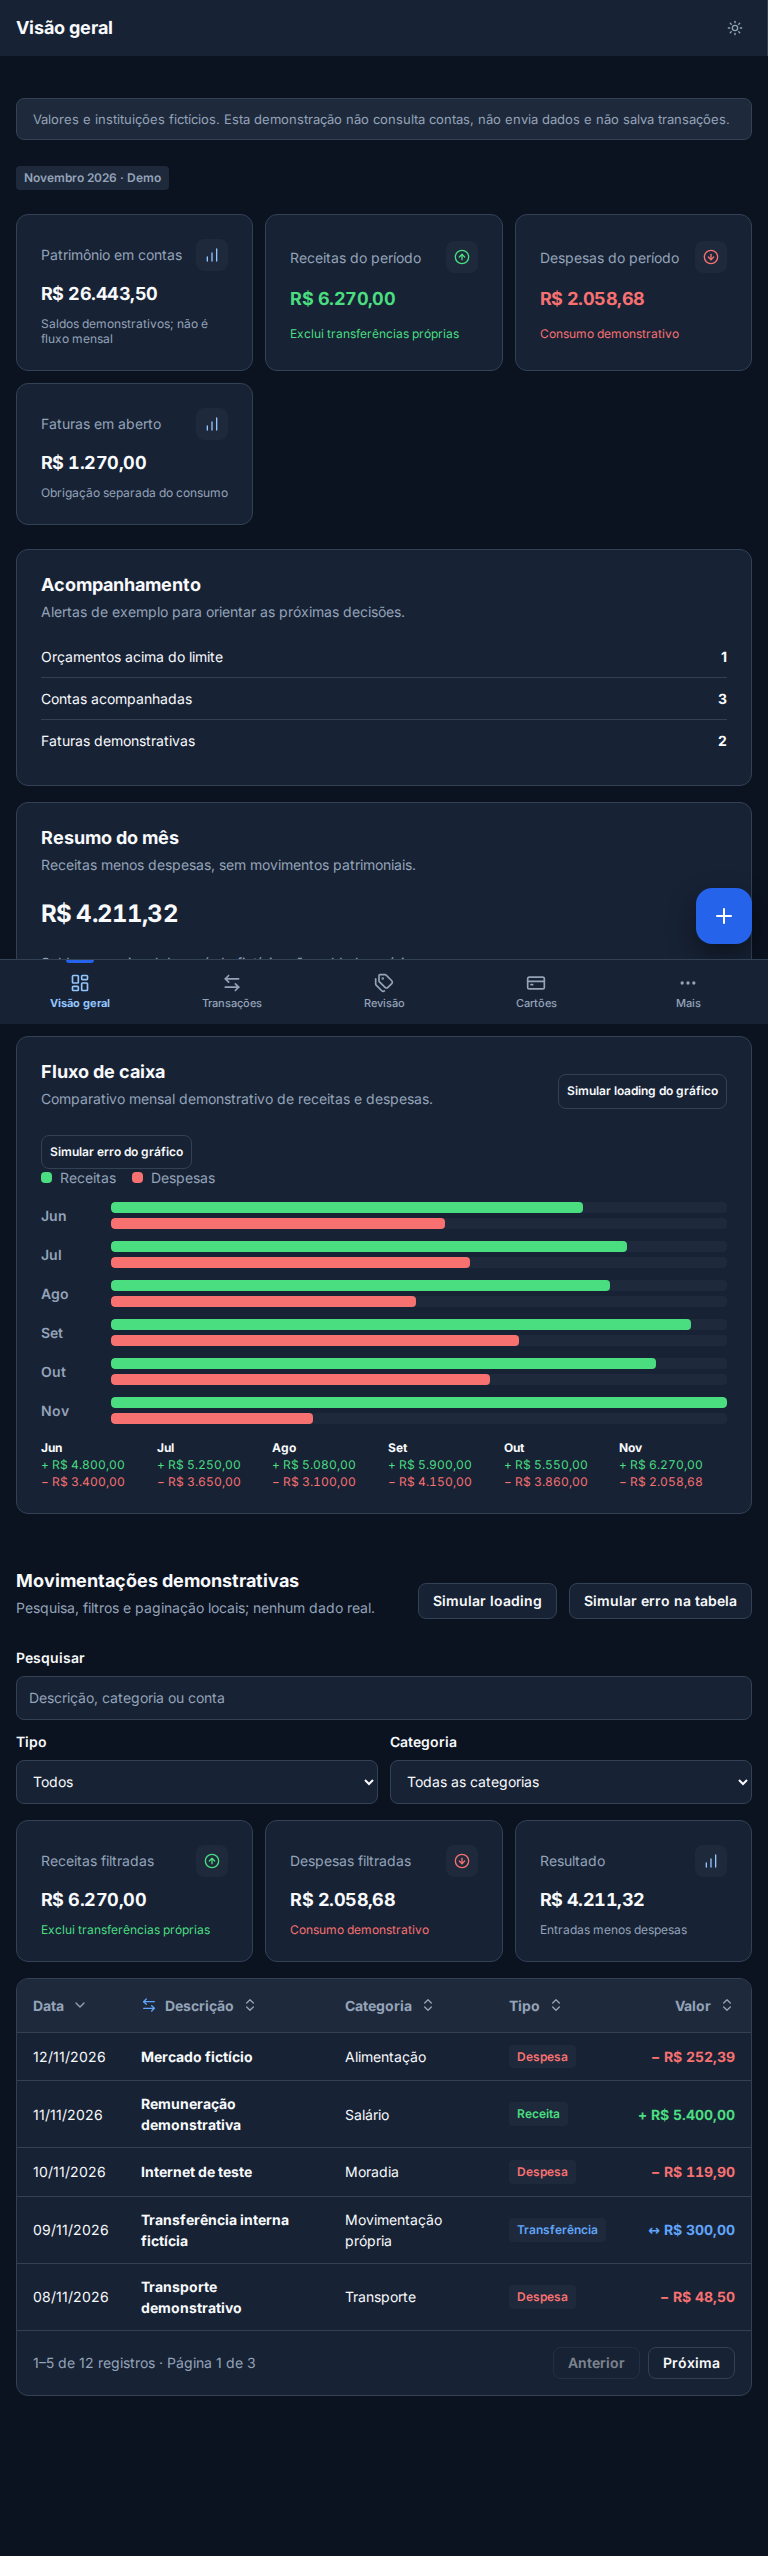 Visão geral
Valores e instituições fictícios. Esta demonstração não consulta contas, não envia dados e não salva transações.
Novembro 2026 · Demo
Patrimônio em contas
R$ 26.443,50
Saldos demonstrativos; não é
fluxo mensal
Receitas do período
R$ 6.270,00
Exclui transferências próprias
Despesas do período
R$ 2.058,68
Consumo demonstrativo
Faturas em aberto
R$ 1.270,00
Obrigação separada do consumo
Acompanhamento
Alertas de exemplo para orientar as próximas decisões.
Orçamentos acima do limite 1
Contas acompanhadas 3
Faturas demonstrativas 2
Resumo do mês
Receitas menos despesas, sem movimentos patrimoniais.
R$ 4.211,32
Visão geral Transações Revisão Cartões Mais
Fluxo de caixa
Comparativo mensal demonstrativo de receitas e despesas.
Simular loading do gráfico
Simular erro do gráfico
Receitas Despesas
Jun
Jul
Ago
Set
Out
Nov
Jun Jul Ago Set Out Nov
+ R$ 4.800,00 + R$ 5.250,00 + R$ 5.080,00 + R$ 5.900,00 + R$ 5.550,00 + R$ 6.270,00
− R$ 3.400,00 − R$ 3.650,00 − R$ 3.100,00 − R$ 4.150,00 − R$ 3.860,00 − R$ 2.058,68
Movimentações demonstrativas
Pesquisa, filtros e paginação locais; nenhum dado real.
Simular loading Simular erro na tabela
Pesquisar
Descrição, categoria ou conta
Tipo Categoria
Todos Todas as categorias
Receitas filtradas
R$ 6.270,00
Exclui transferências próprias
Despesas filtradas
R$ 2.058,68
Consumo demonstrativo
Resultado
R$ 4.211,32
Entradas menos despesas
Data Descrição Categoria Tipo Valor
12/11/2026 Mercado fictício Alimentação Despesa − R$ 252,39
11/11/2026 Remuneração
demonstrativa Salário Receita + R$ 5.400,00
10/11/2026 Internet de teste Moradia Despesa − R$ 119,90
09/11/2026 Transferência interna
fictícia Movimentação
própria Transferência ↔ R$ 300,00
08/11/2026 Transporte
demonstrativo Transporte Despesa − R$ 48,50
1–5 de 12 registros · Página 1 de 3 Anterior Próxima